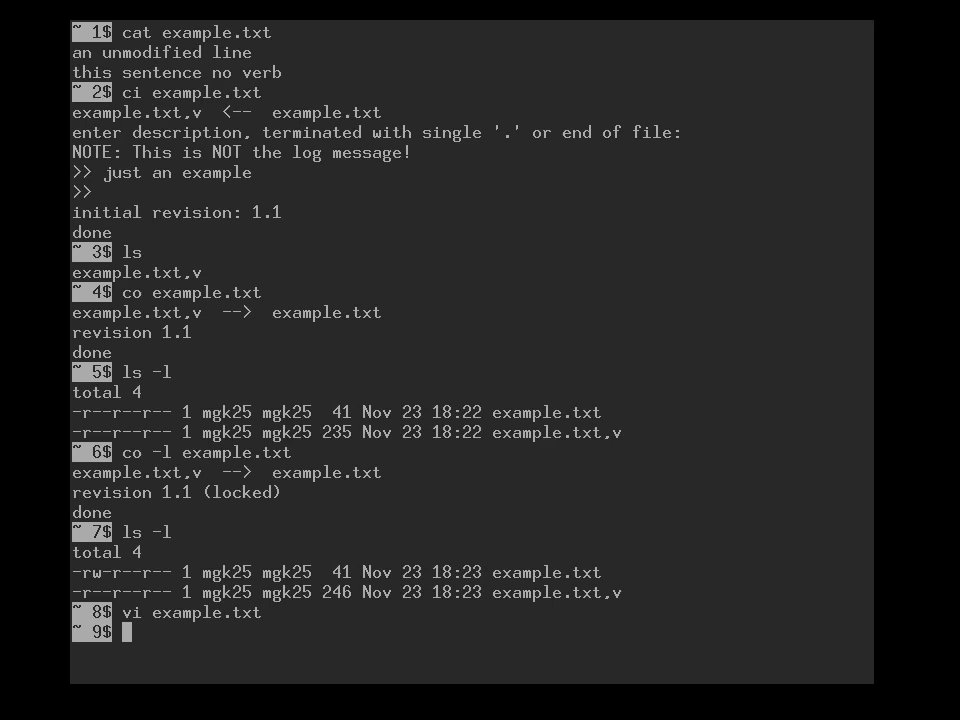 ~ 1$ cat example.txt
an unmodified line
this sentence no verb
~ 2$ ci example.txt
example.txt,v  <--  example.txt
enter description, terminated with single '.' or end of file:
NOTE: This is NOT the log message!
>> just an example
>>
initial revision: 1.1
done
~ 3$ ls
example.txt,v
~ 4$ co example.txt
example.txt,v  -->  example.txt
revision 1.1
done
~ 5$ ls -l
total 4
-r--r--r-- 1 mgk25 mgk25  41 Nov 23 18:22 example.txt
-r--r--r-- 1 mgk25 mgk25 235 Nov 23 18:22 example.txt,v
~ 6$ co -l example.txt
example.txt,v  -->  example.txt
revision 1.1 (locked)
done
~ 7$ ls -l
total 4
-rw-r--r-- 1 mgk25 mgk25  41 Nov 23 18:23 example.txt
-r--r--r-- 1 mgk25 mgk25 246 Nov 23 18:23 example.txt,v
~ 8$ vi example.txt
~ 9$